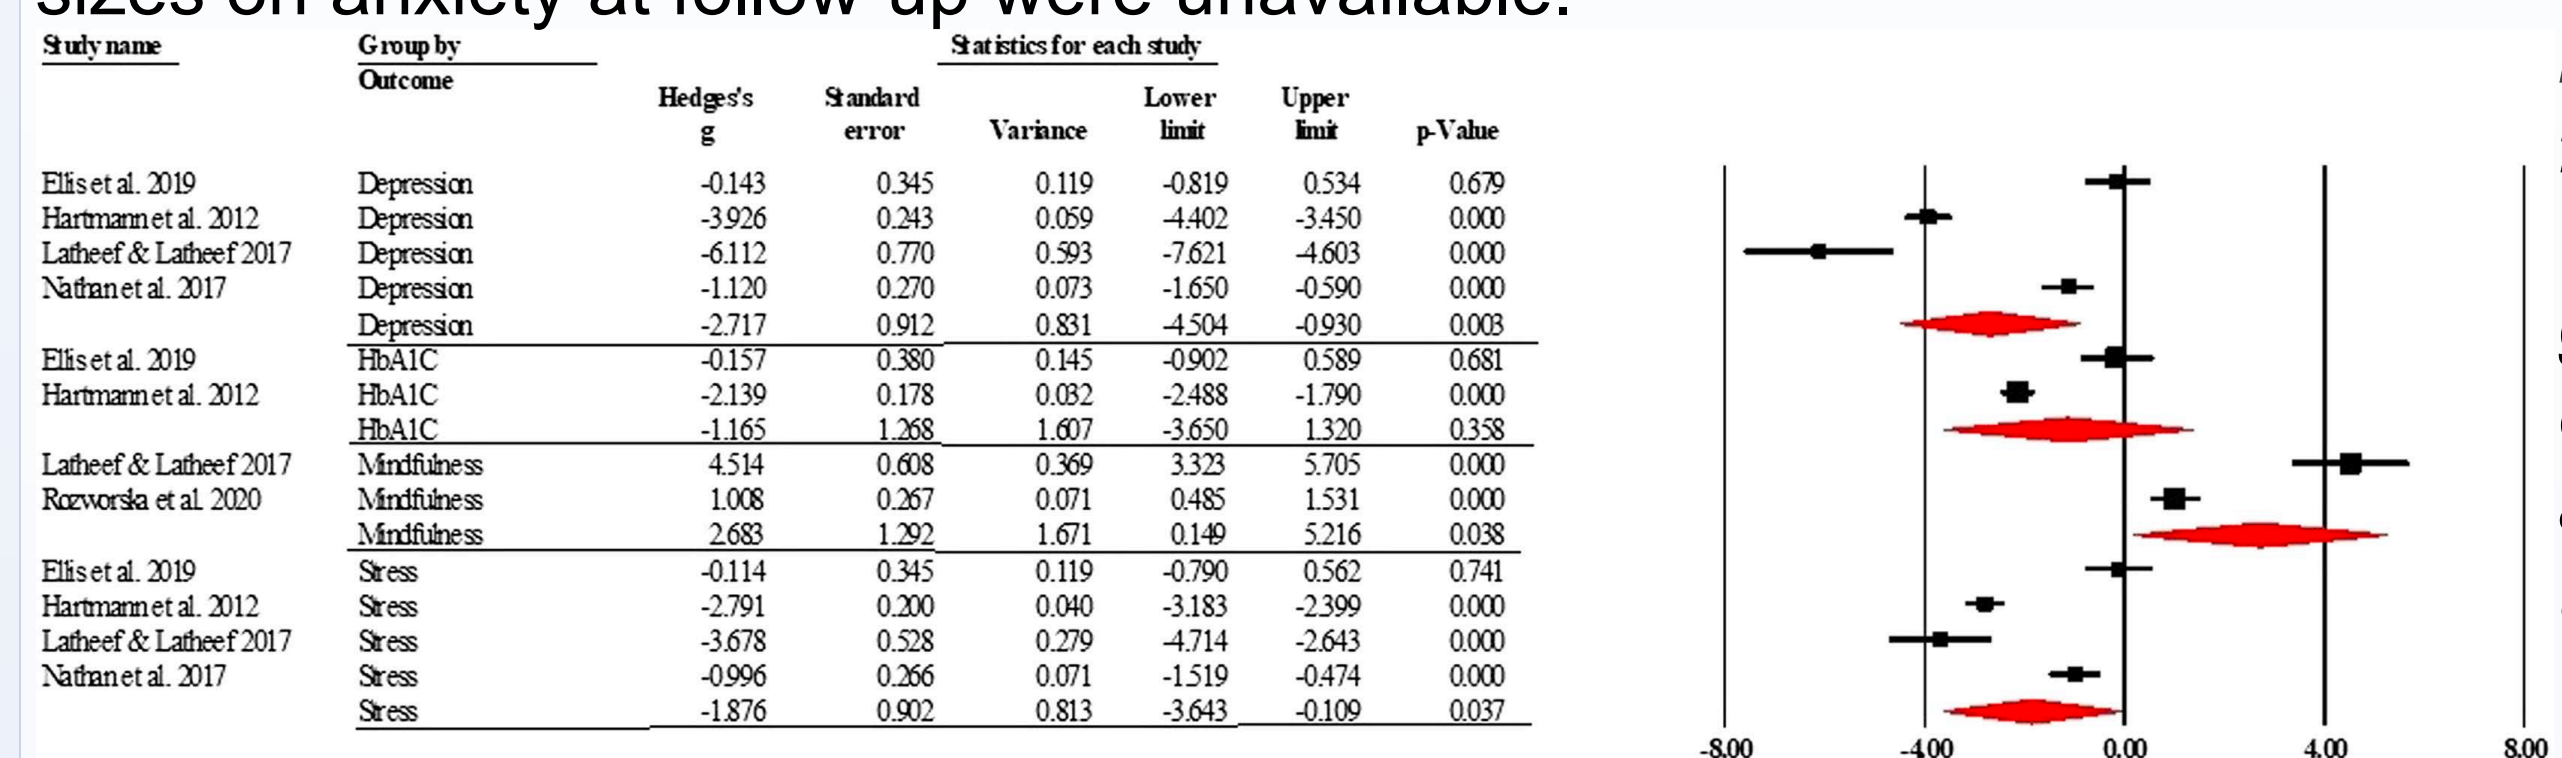 sizes on anxiety at follow up were unavailable.
Study name Group by Statistics for each study
Outcome
Hedges's Standard Lower Upper
g error Variance limit limit p-Value
Ellis et al. 2019 Depression -0.143 0.345 0.119 -0.819 0.534 0.679
Hartmann et al. 2012 Depression -3.926 0.243 0.059 -4.402 -3.450 0.000
Latheef & Latheef 2017 Depression -6.112 0.770 0.593 -7.621 -4.603 0.000
Nathan et al. 2017 Depression -1.120 0.270 0.073 -1.650 -0.590 0.000
Depression -2.717 0.912 0.831 -4.504 -0.930 0.003
Ellis et al. 2019 HbA1C -0.157 0.380 0.145 -0.902 0.589 0.681
Hartmann et al. 2012 HbA1C -2.139 0.178 0.032 -2.488 -1.790 0.000
HbA1C -1.165 1.268 1.607 -3.650 1.320 0.358
Latheef & Latheef 2017 Mindfulness 4.514 0.608 0.369 3.323 5.705 0.000
Rozworska et al. 2020 Mindfulness 1.008 0.267 0.071 0.485 1.531 0.000
Mindfulness 2.683 1.292 1.671 0.149 5.216 0.038
Ellis et al. 2019 Stress -0.114 0.345 0.119 -0.790 0.562 0.741
Hartmann et al. 2012 Stress -2.791 0.200 0.040 -3.183 -2.399 0.000
Latheef & Latheef 2017 Stress -3.678 0.528 0.279 -4.714 -2.643 0.000
Nathan et al. 2017 Stress -0.996 0.266 0.071 -1.519 -0.474 0.000
Stress -1.876 0.902 0.813 -3.643 -0.109 0.037
-8.00 -4.00 0.00 4.00 8.00